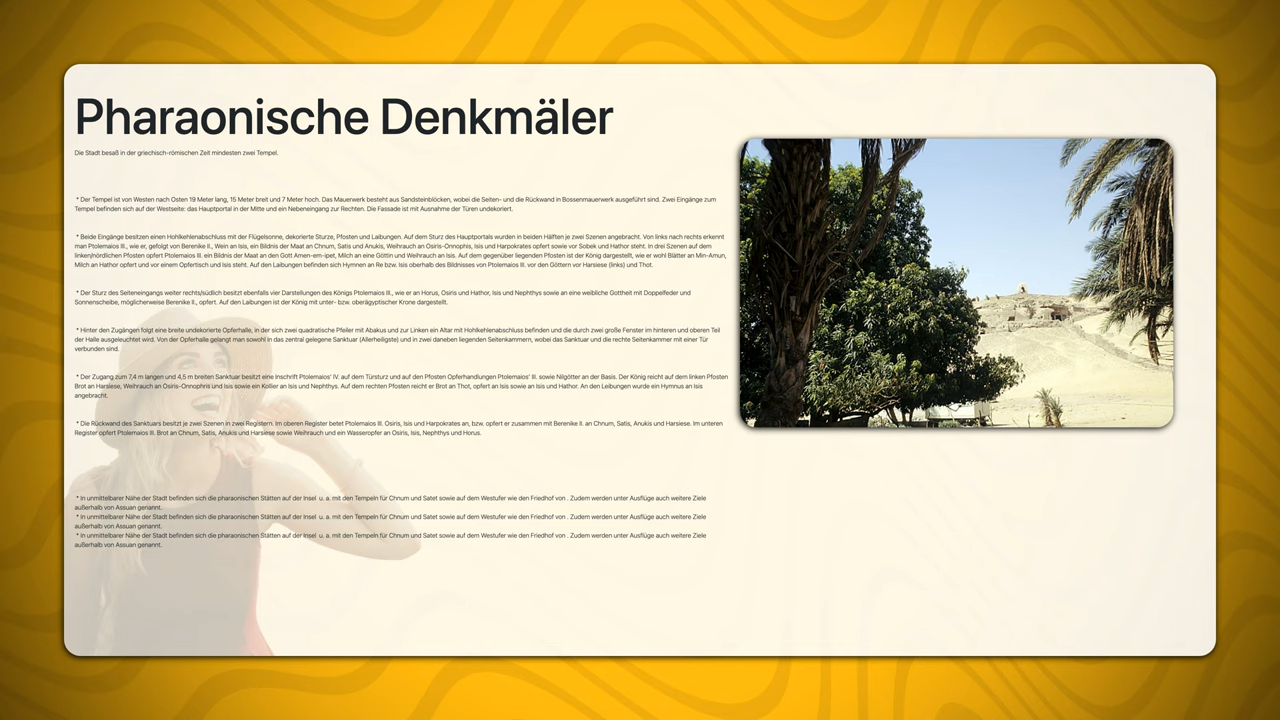 Pharaonische Denkmäler
Die Stadt besaß in der griechisch-römischen Zeit mindesten zwei Tempel.
* Der Tempel ist von Westen nach Osten 19 Meter lang, 15 Meter breit und 7 Meter hoch. Das Mauerwerk besteht aus Sandsteinblöcken, wobei die Seiten- und die Rückwand in Bossenmauerwerk ausgeführt sind. Zwei Eingänge zum
Tempel befinden sich auf der Westseite: das Hauptportal in der Mitte und ein Nebeneingang zur Rechten. Die Fassade ist mit Ausnahme der Türen undekoriert.
* Beide Eingänge besitzen einen Hohlkehlenabschluss mit der Flügelsonne, dekorierte Sturze, Pfosten und Laibungen. Auf dem Sturz des Hauptportals wurden in beiden Hälften je zwei Szenen angebracht. Von links nach rechts erkennt
man Ptolemaios III., wie er, gefolgt von Berenike II., Wein an Isis, ein Bildnis der Maat an Chnum, Satis und Anukis, Weihrauch an Osiris-Onnophis, Isis und Harpokrates opfert sowie vor Sobek und Hathor steht. In drei Szenen auf dem
linken/nördlichen Pfosten opfert Ptolemaios III. ein Bildnis der Maat an den Gott Amen-em-ipet, Milch an eine Göttin und Weihrauch an Isis. Auf dem gegenüber liegenden Pfosten ist der König dargestellt, wie er wohl Blätter an Min-Amun,
Milch an Hathor opfert und vor einem Opfertisch und Isis steht. Auf den Laibungen befinden sich Hymnen an Re bzw. Isis oberhalb des Bildnisses von Ptolemaios III. vor den Göttern vor Harsiese (links) und Thot.
* Der Sturz des Seiteneingangs weiter rechts/südlich besitzt ebenfalls vier Darstellungen des Königs Ptolemaios III., wie er an Horus, Osiris und Hathor, Isis und Nephthys sowie an eine weibliche Gottheit mit Doppelfeder und
Sonnenscheibe, möglicherweise Berenike II., opfert. Auf den Laibungen ist der König mit unter- bzw. oberägyptischer Krone dargestellt.
* Hinter den Zugängen folgt eine breite undekorierte Opferhalle, in der sich zwei quadratische Pfeiler mit Abakus und zur Linken ein Altar mit Hohlkehlenabschluss befinden und die durch zwei große Fenster im hinteren und oberen Teil
der Halle ausgeleuchtet wird. Von der Opferhalle gelangt man sowohl in das zentral gelegene Sanktuar (Allerheiligste) und in zwei daneben liegenden Seitenkammern, wobei das Sanktuar und die rechte Seitenkammer mit einer Tür
verbunden sind.
* Der Zugang zum 7,4 m langen und 4,5 m breiten Sanktuar besitzt eine Inschrift Ptolemaios' IV. auf dem Türsturz und auf den Pfosten Opferhandlungen Ptolemaios' III. sowie Nilgötter an der Basis. Der König reicht auf dem linken Pfosten
Brot an Harsiese, Weihrauch an Osiris-Onnophris und Isis sowie ein Kollier an Isis und Nephthys. Auf dem rechten Pfosten reicht er Brot an Thot, opfert an Isis sowie an Isis und Hathor. An den Leibungen wurde ein Hymnus an Isis
angebracht.
* Die Rückwand des Sanktuars besitzt je zwei Szenen in zwei Registern. Im oberen Register betet Ptolemaios III. Osiris, Isis und Harpokrates an, bzw. opfert er zusammen mit Berenike II. an Chnum, Satis, Anukis und Harsiese. Im unteren
Register opfert Ptolemaios III. Brot an Chnum, Satis, Anukis und Harsiese sowie Weihrauch und ein Wasseropfer an Osiris, Isis, Nephthys und Horus.
* In unmittelbarer Nähe der Stadt befinden sich die pharaonischen Stätten auf der Insel u. a. mit den Tempeln für Chnum und Satet sowie auf dem Westufer wie den Friedhof von . Zudem werden unter Ausflüge auch weitere Ziele
außerhalb von Assuan genannt.
* In unmittelbarer Nähe der Stadt befinden sich die pharaonischen Stätten auf der Insel u. a. mit den Tempeln für Chnum und Satet sowie auf dem Westufer wie den Friedhof von . Zudem werden unter Ausflüge auch weitere Ziele
außerhalb von Assuan genannt.
* In unmittelbarer Nähe der Stadt befinden sich die pharaonischen Stätten auf der Insel u. a. mit den Tempeln für Chnum und Satet sowie auf dem Westufer wie den Friedhof von . Zudem werden unter Ausflüge auch weitere Ziele
außerhalb von Assuan genannt.